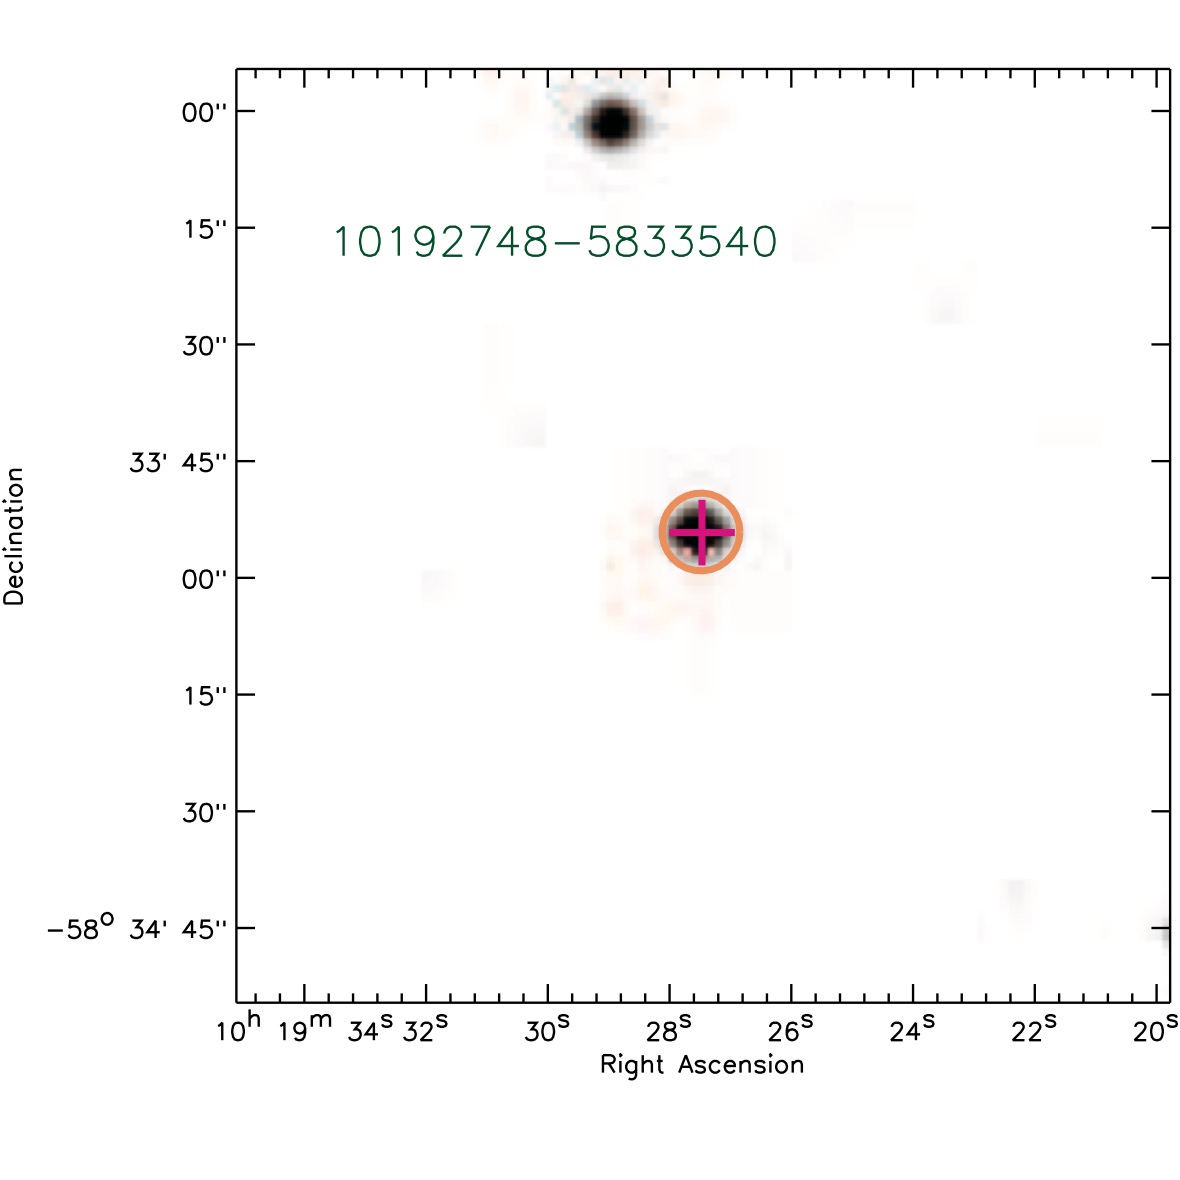 00"
15"
10192748-5833540
30"
33' 45"
Declination
00"
15"
30"
-58° 34' 45"
10h 19m 34s 32s 30s 28s 26s 24s 22s 20s
Right Ascension